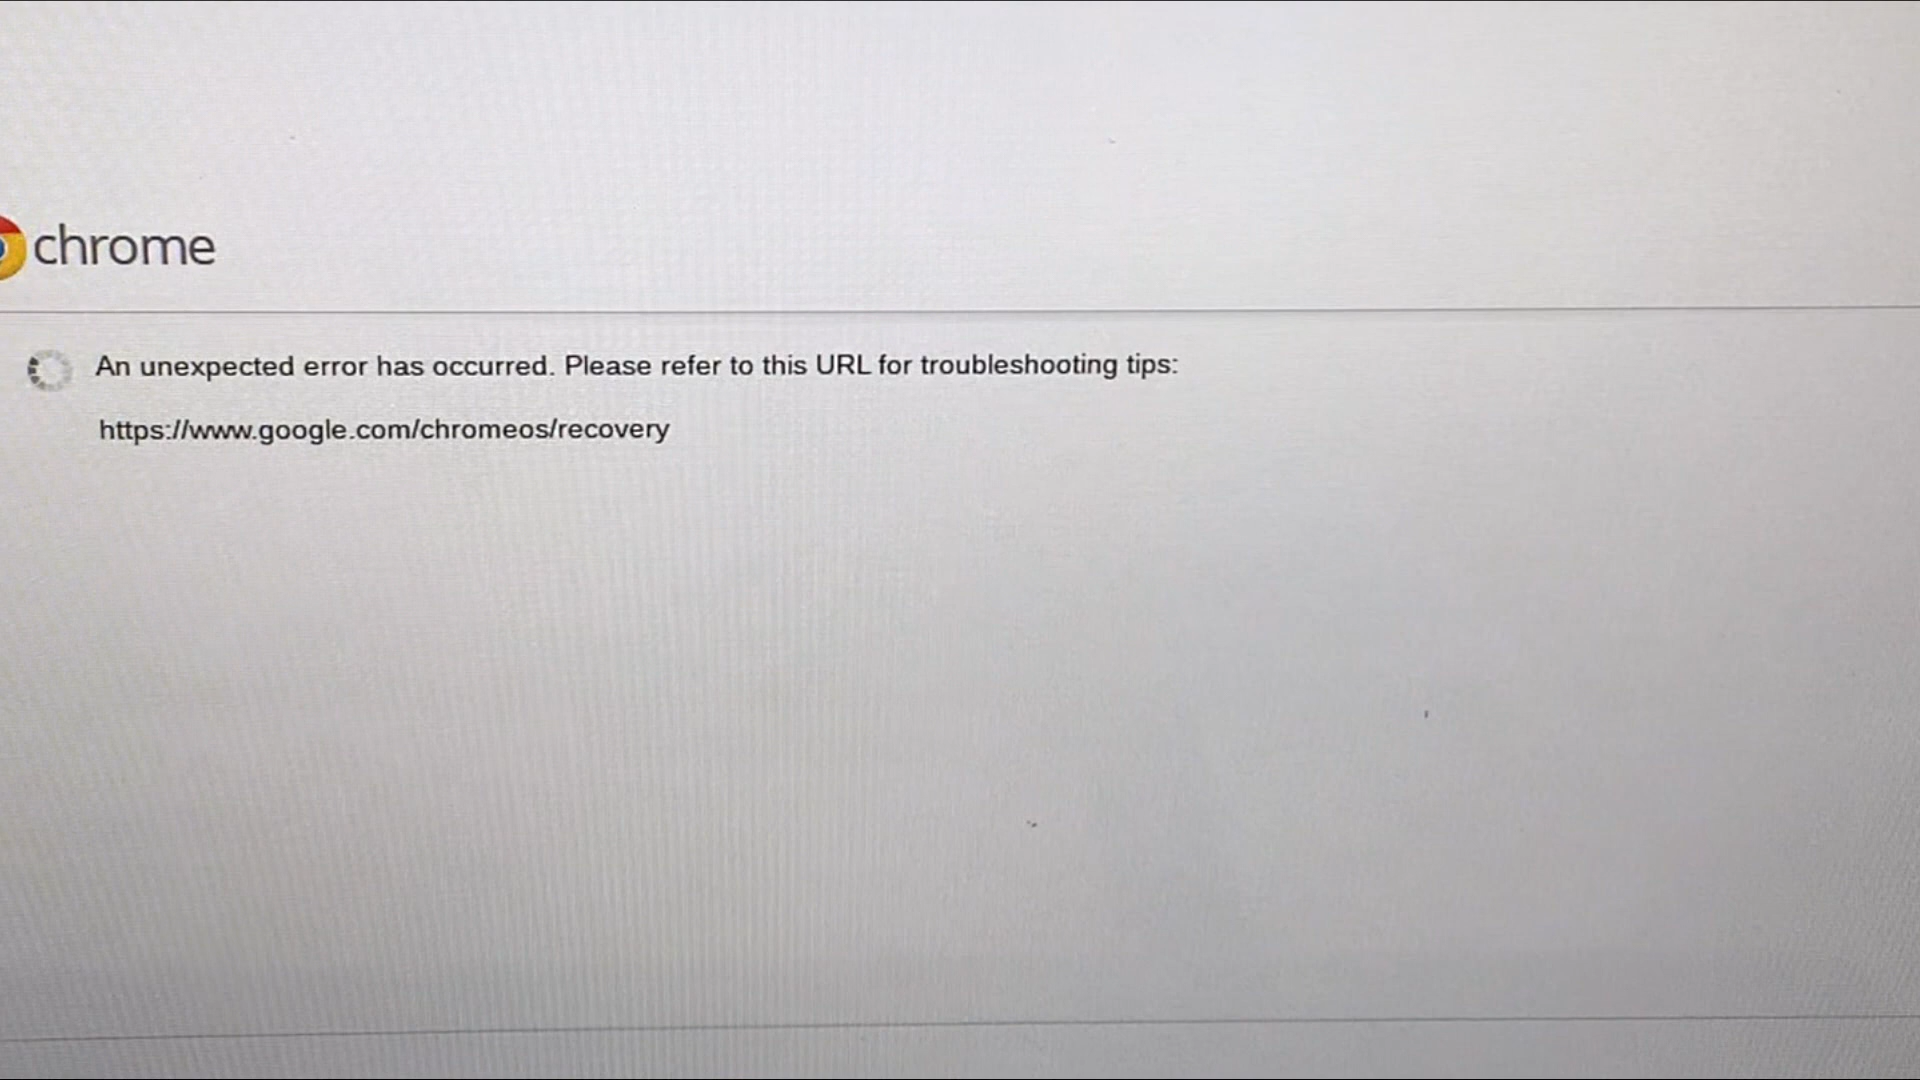 chrome
An unexpected error has occurred. Please refer to this URL for troubleshooting tips:
https://www.google.com/chromeos/recovery